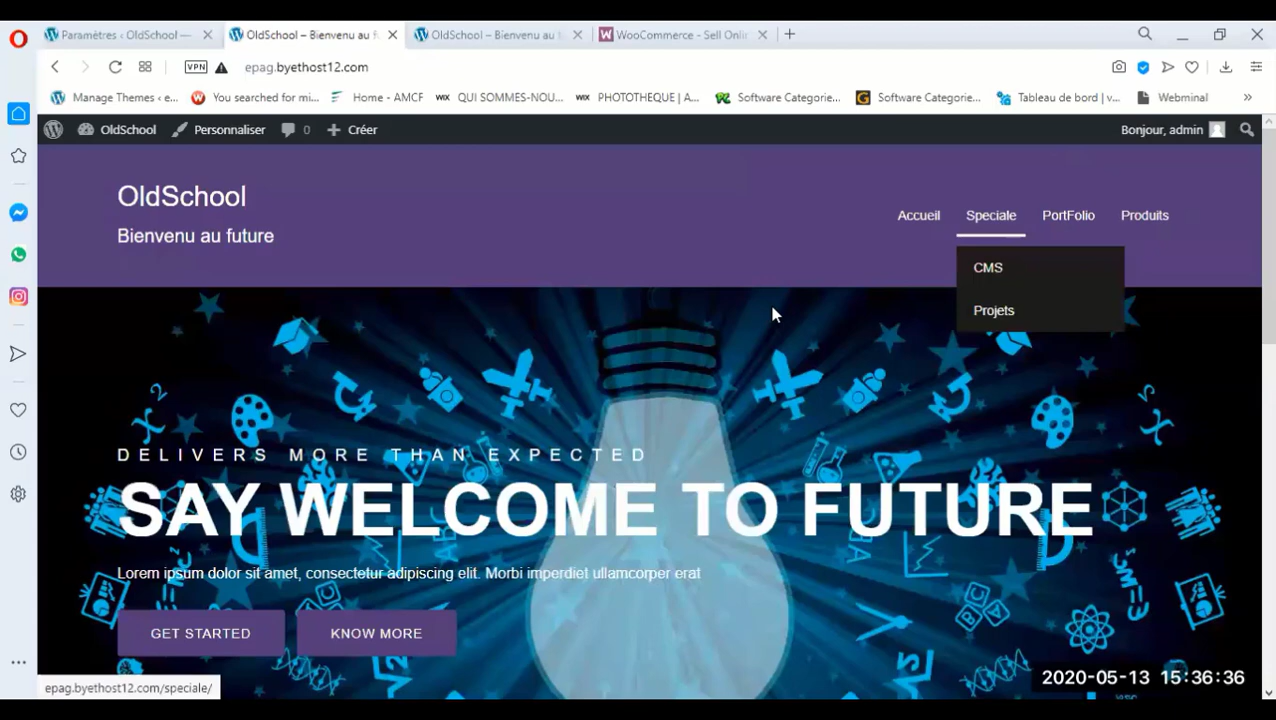 Paramètres ‹ OldSchool —
OldSchool – Bienvenu au f
OldSchool – Bienvenu au
WooCommerce - Sell Onlin
VPN
epag.byethost12.com
Manage Themes ‹ e...
You searched for mi...
Home - AMCF
WIX QUI SOMMES-NOU...
WIX PHOTOTHEQUE | A...
Software Categorie...
Software Categorie...
Tableau de bord | v...
Webminal
OldSchool
Personnaliser
0
Créer
Bonjour, admin
OldSchool
Bienvenu au future
Accueil
Speciale
PortFolio
Produits
CMS
Projets
DELIVERS MORE THAN EXPECTED
SAY WELCOME TO FUTURE
Lorem ipsum dolor sit amet, consectetur adipiscing elit. Morbi imperdiet ullamcorper erat
GET STARTED
KNOW MORE
epag.byethost12.com/speciale/
2020-05-13 15:36:36